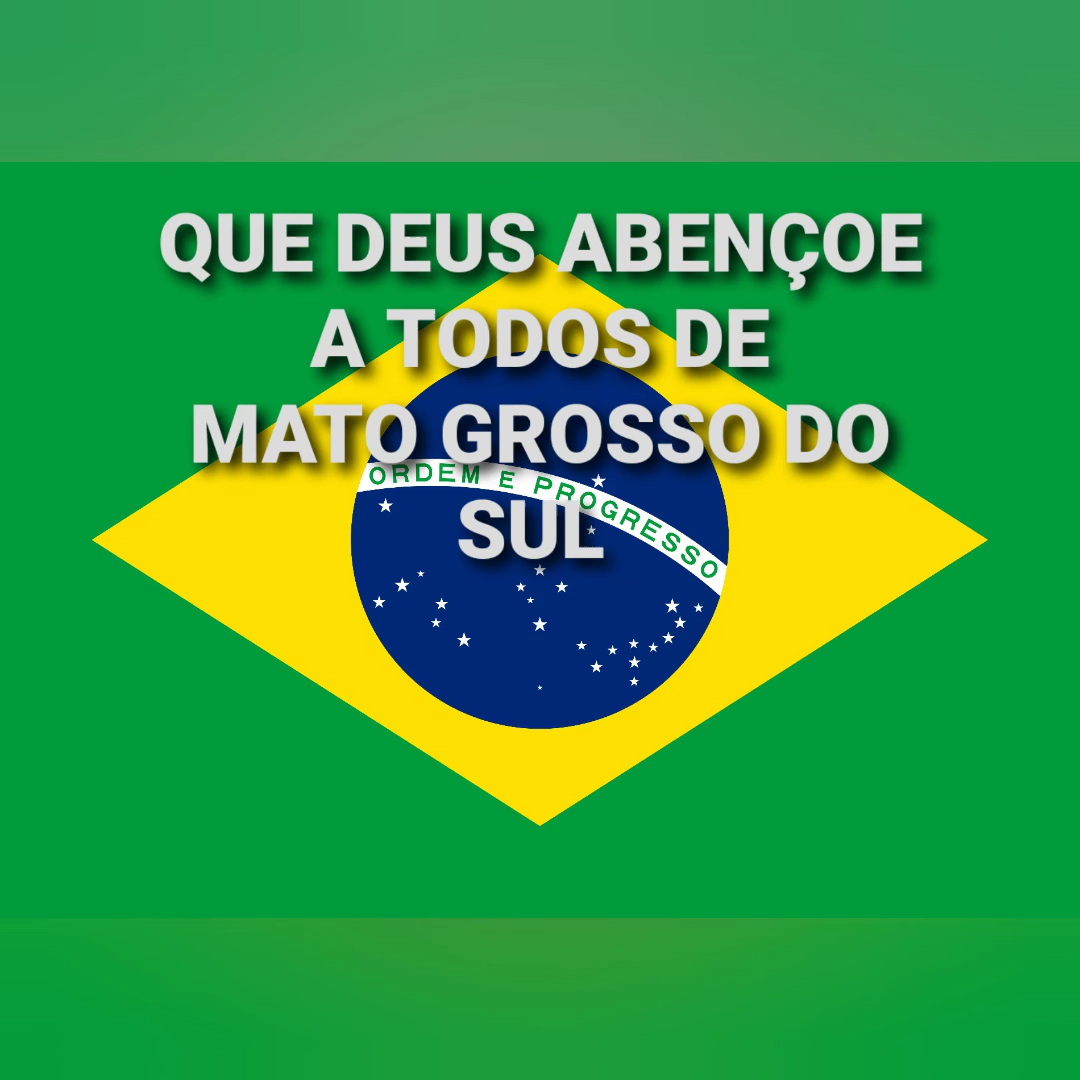 QUE DEUS ABENÇOE
A TODOS DE
MATO GROSSO DO
SUL
ORDEM E PROGRESSO